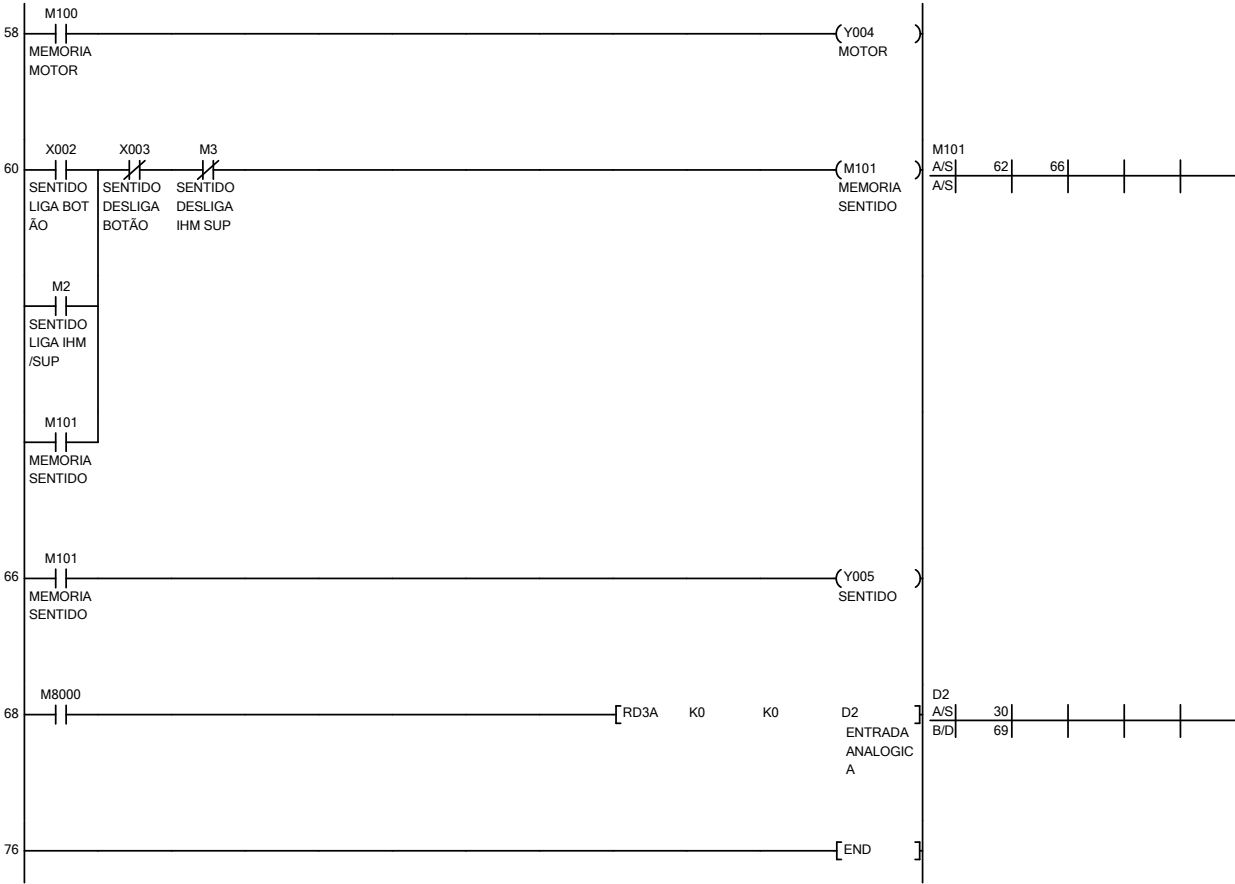 M100
58
Y004
MEMORIA
MOTOR
MOTOR
X002 X003 M3 M101
60 M101 A/S 62 66
SENTIDO SENTIDO SENTIDO MEMORIA A/S
LIGA BOT DESLIGA DESLIGA SENTIDO
ÃO BOTÃO IHM SUP
M2
SENTIDO
LIGA IHM
/SUP
M101
MEMORIA
SENTIDO
M101
66 Y005
MEMORIA SENTIDO
SENTIDO
M8000 D2
68 RD3A K0 K0 D2 A/S 30
ENTRADA B/D 69
ANALOGIC
A
76 END